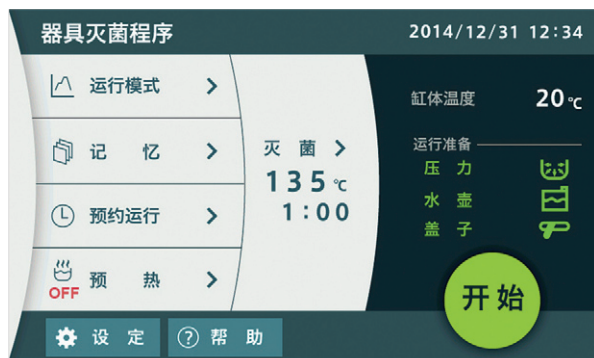 器具灭菌程序
2014/12/31 12:34
运行模式
记 忆
预约运行
OFF 预 热
灭 菌
135℃
1:00
缸体温度 20℃
运行准备
压 力
水 壶
盖 子
开始
设 定
? 帮 助